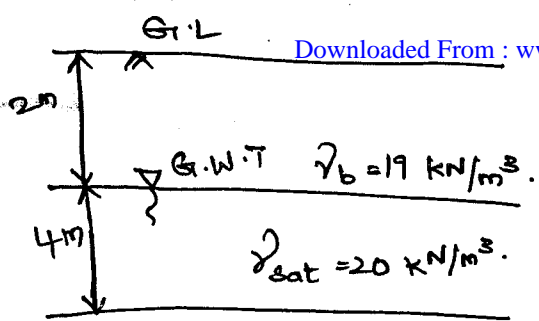 G.L
Downloaded From : ww
2m
G.W.T γb = 19 kN/m³.
4m
γsat = 20 kN/m³.